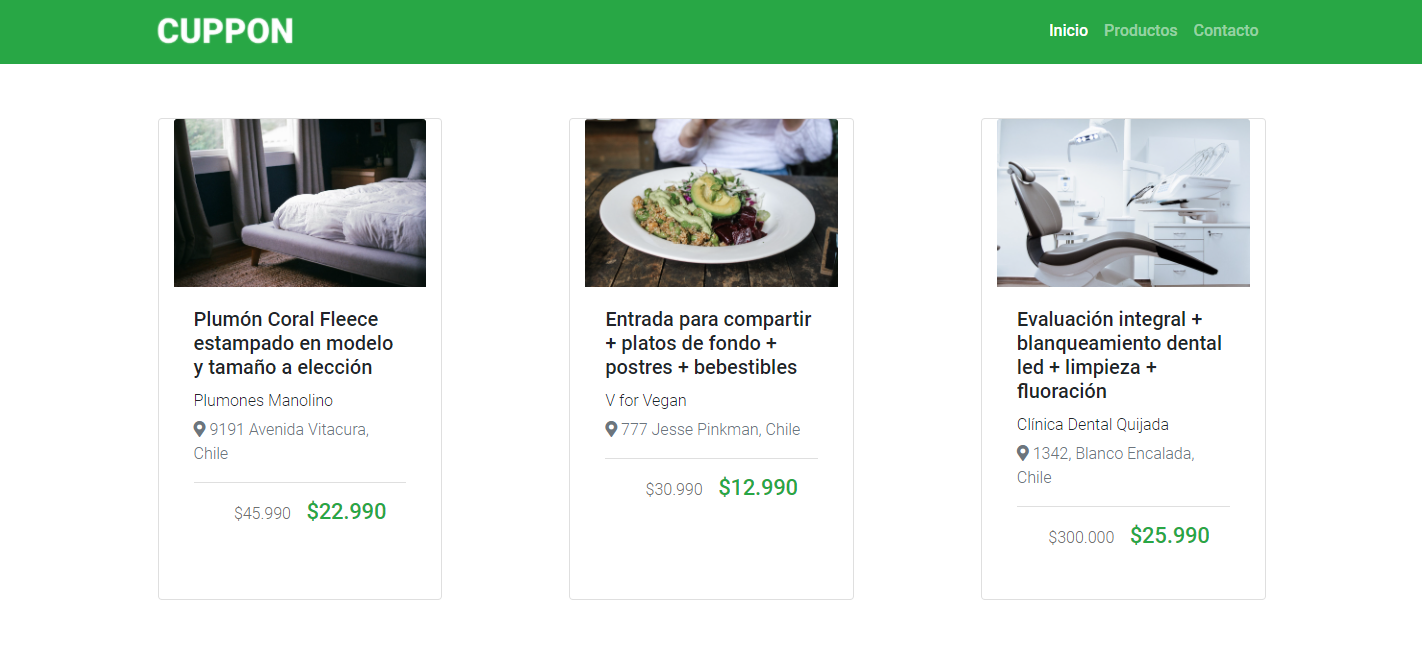 CUPPON
Inicio Productos Contacto
Plumón Coral Fleece
estampado en modelo
y tamaño a elección
Plumones Manolino
9191 Avenida Vitacura,
Chile
$45.990 $22.990
Entrada para compartir
+ platos de fondo +
postres + bebestibles
V for Vegan
777 Jesse Pinkman, Chile
$30.990 $12.990
Evaluación integral +
blanqueamiento dental
led + limpieza +
fluoración
Clínica Dental Quijada
1342, Blanco Encalada,
Chile
$300.000 $25.990